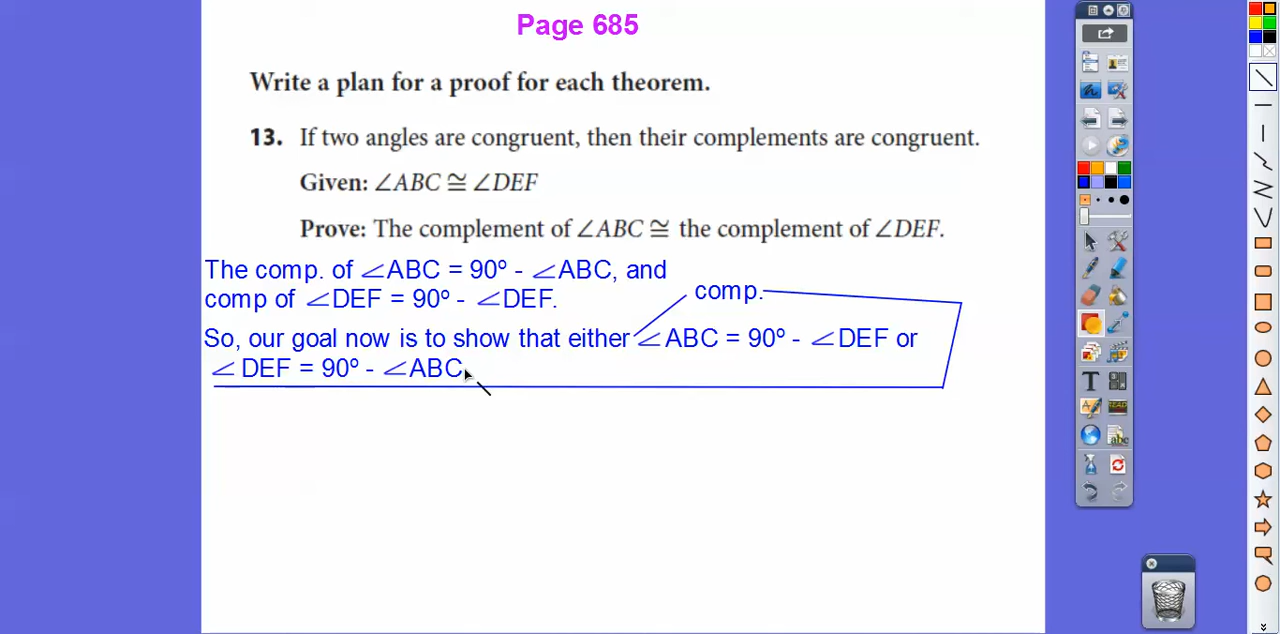 Page 685
Write a plan for a proof for each theorem.
13. If two angles are congruent, then their complements are congruent.
Given: ∠ABC ≅ ∠DEF
Prove: The complement of ∠ABC ≅ the complement of ∠DEF.
The comp. of ∠ABC = 90º - ∠ABC, and
comp of ∠DEF = 90º - ∠DEF.
comp.
So, our goal now is to show that either ∠ABC = 90º - ∠DEF or
∠DEF = 90º - ∠ABC